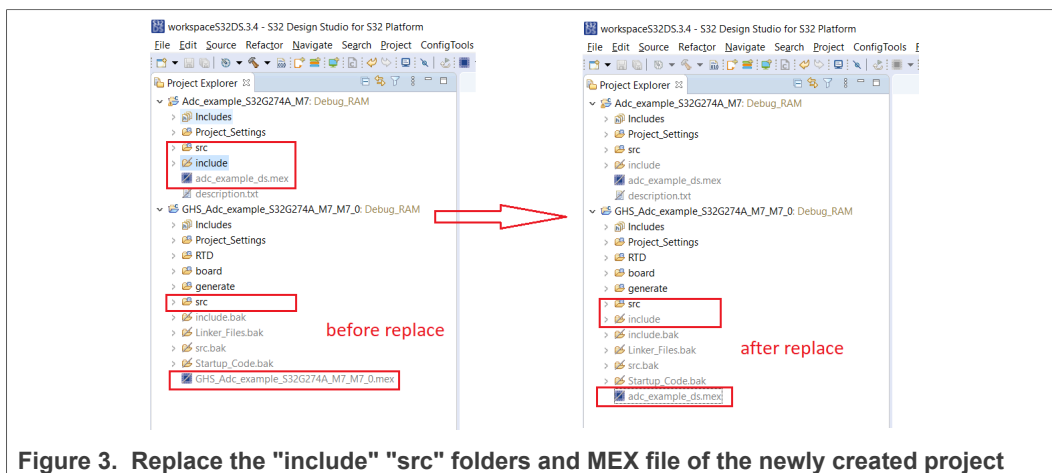 workspaceS32DS.3.4 - S32 Design Studio for S32 Platform
File Edit Source Refactor Navigate Search Project ConfigTools
Project Explorer
Adc_example_S32G274A_M7: Debug_RAM
Includes
Project_Settings
src
include
adc_example_ds.mex
description.txt
GHS_Adc_example_S32G274A_M7_M7_0: Debug_RAM
Includes
Project_Settings
RTD
board
generate
src
include.bak
Linker_Files.bak
src.bak
Startup_Code.bak
GHS_Adc_example_S32G274A_M7_M7_0.mex
before replace
workspaceS32DS.3.4 - S32 Design Studio for S32 Platform
File Edit Source Refactor Navigate Search Project ConfigTools F
Project Explorer
Adc_example_S32G274A_M7: Debug_RAM
Includes
Project_Settings
src
include
adc_example_ds.mex
description.txt
GHS_Adc_example_S32G274A_M7_M7_0: Debug_RAM
Includes
Project_Settings
RTD
board
generate
src
include
include.bak
Linker_Files.bak
src.bak
Startup_Code.bak
adc_example_ds.mex
after replace
Figure 3. Replace the "include" "src" folders and MEX file of the newly created project